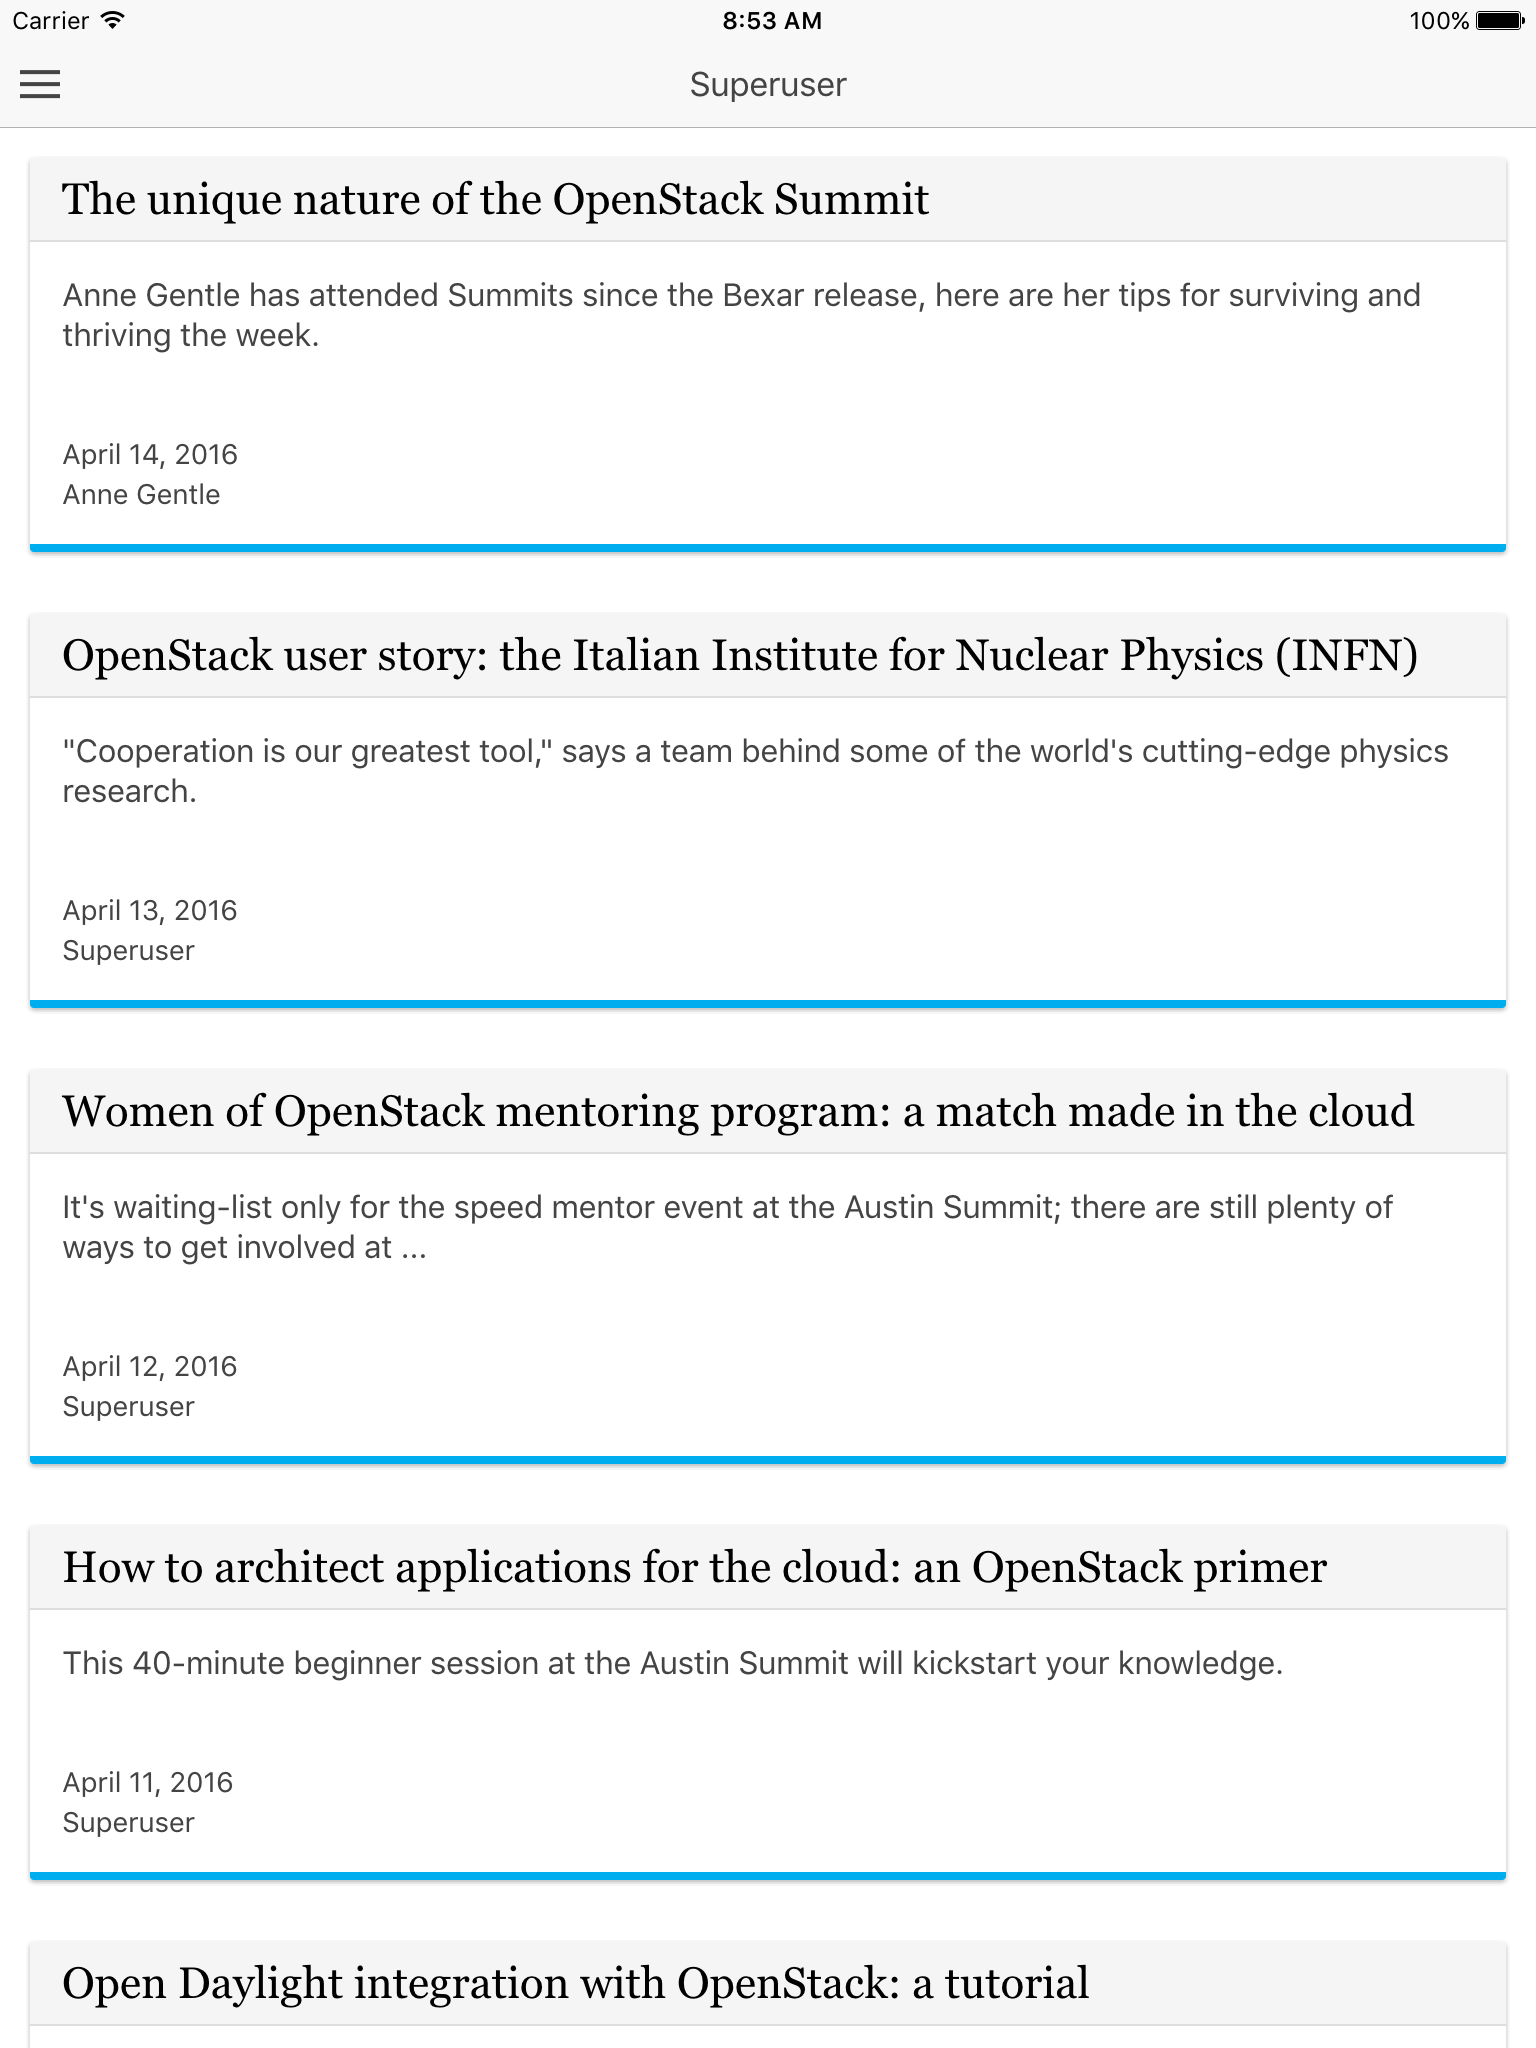 Carrier 8:53 AM 100%
Superuser
The unique nature of the OpenStack Summit
Anne Gentle has attended Summits since the Bexar release, here are her tips for surviving and
thriving the week.
April 14, 2016
Anne Gentle
OpenStack user story: the Italian Institute for Nuclear Physics (INFN)
"Cooperation is our greatest tool," says a team behind some of the world's cutting-edge physics
research.
April 13, 2016
Superuser
Women of OpenStack mentoring program: a match made in the cloud
It's waiting-list only for the speed mentor event at the Austin Summit; there are still plenty of
ways to get involved at ...
April 12, 2016
Superuser
How to architect applications for the cloud: an OpenStack primer
This 40-minute beginner session at the Austin Summit will kickstart your knowledge.
April 11, 2016
Superuser
Open Daylight integration with OpenStack: a tutorial